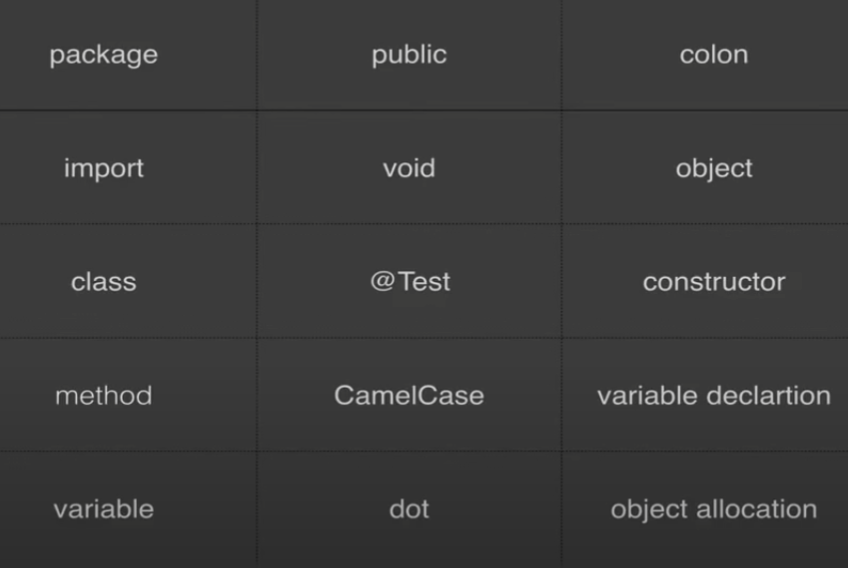 package public colon
import void object
class @Test constructor
method CamelCase variable declartion
variable dot object allocation